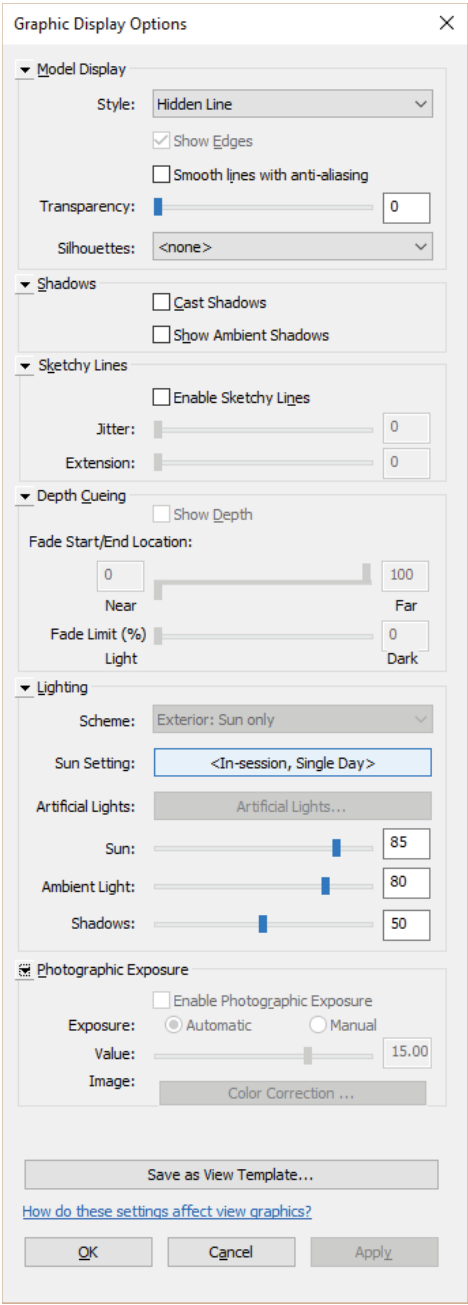 Graphic Display Options
Model Display
Style: Hidden Line
Show Edges
Smooth lines with anti-aliasing
Transparency: 0
Silhouettes: <none>
Shadows
Cast Shadows
Show Ambient Shadows
Sketchy Lines
Enable Sketchy Lines
Jitter: 0
Extension: 0
Depth Cueing
Show Depth
Fade Start/End Location:
0 100
Near Far
Fade Limit (%) 0
Light Dark
Lighting
Scheme: Exterior: Sun only
Sun Setting: <In-session, Single Day>
Artificial Lights: Artificial Lights...
Sun: 85
Ambient Light: 80
Shadows: 50
Photographic Exposure
Enable Photographic Exposure
Exposure: Automatic Manual
Value: 15.00
Image: Color Correction ...
Save as View Template...
How do these settings affect view graphics?
OK Cancel Apply